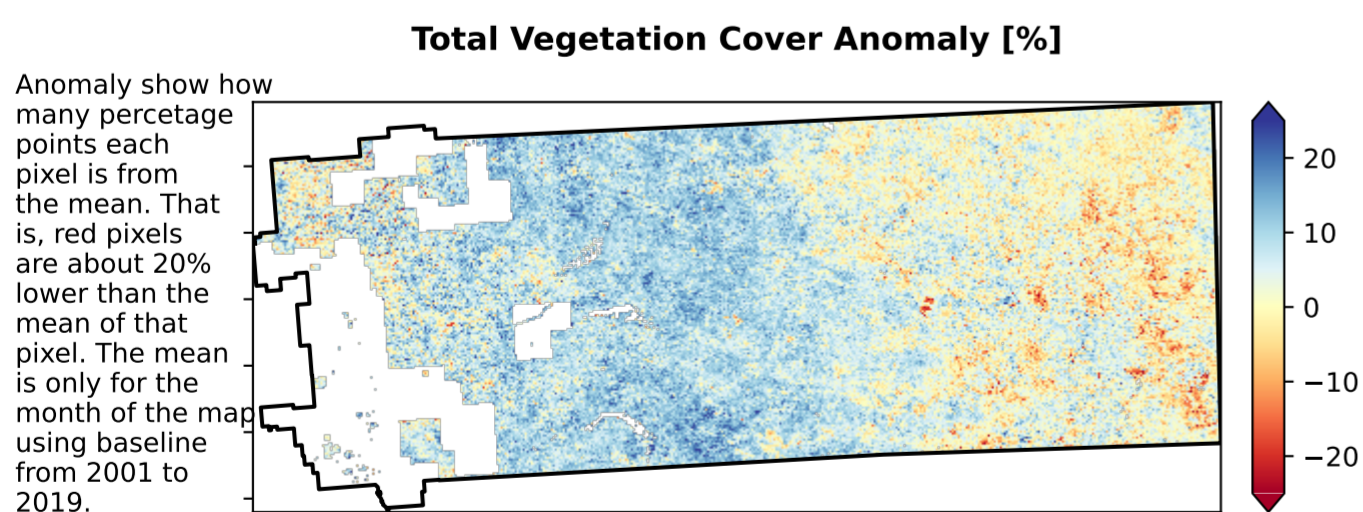 Total Vegetation Cover Anomaly [%]
Anomaly show how
many percetage
points each
pixel is from
the mean. That
is, red pixels
are about 20%
lower than the
mean of that
pixel. The mean
is only for the
month of the map
using baseline
from 2001 to
2019.
20
10
0
−10
−20